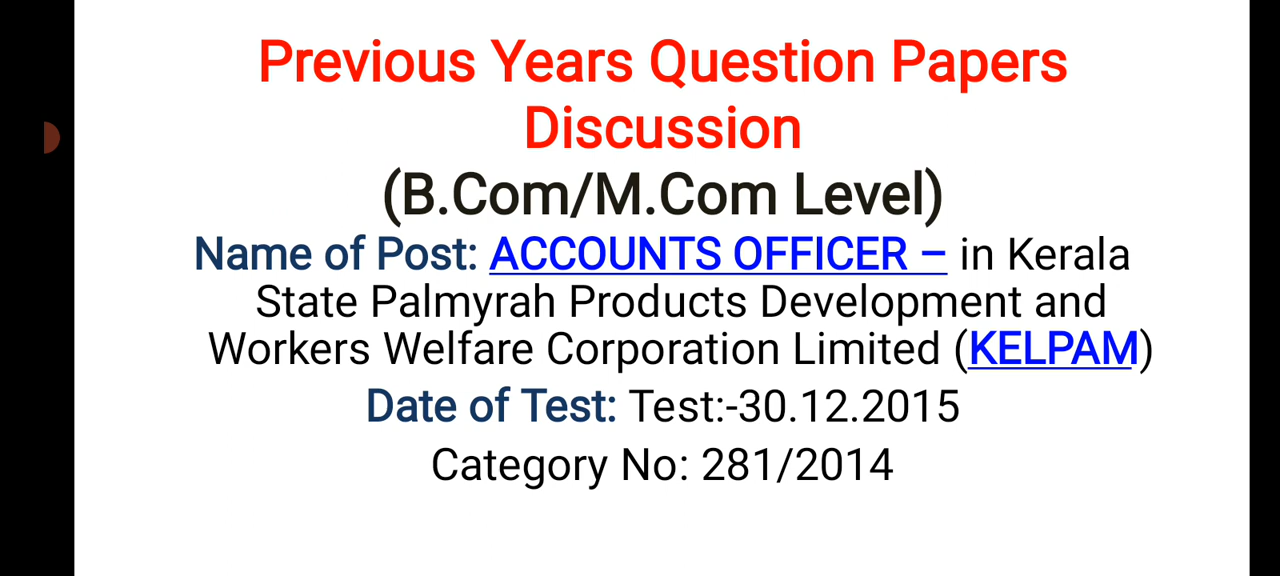 Previous Years Question Papers
Discussion
(B.Com/M.Com Level)
Name of Post: ACCOUNTS OFFICER – in Kerala
State Palmyrah Products Development and
Workers Welfare Corporation Limited (KELPAM)
Date of Test: Test:-30.12.2015
Category No: 281/2014